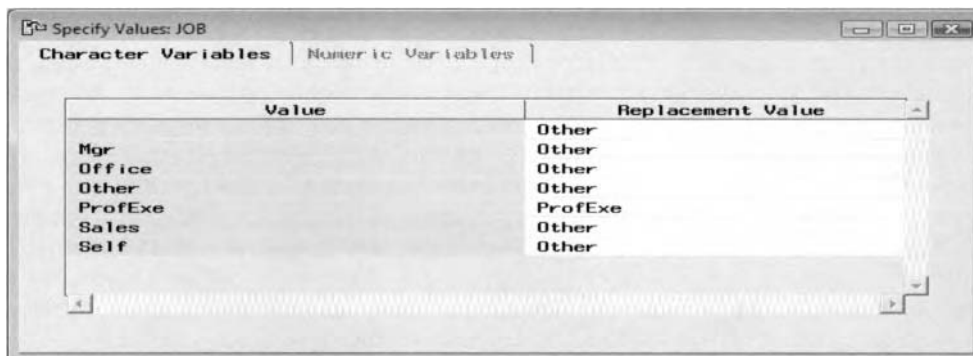 Specify Values: JOB
Character Variables Numeric Variables
Value Replacement Value
Other
Mgr Other
Office Other
Other Other
ProfExe ProfExe
Sales Other
Self Other